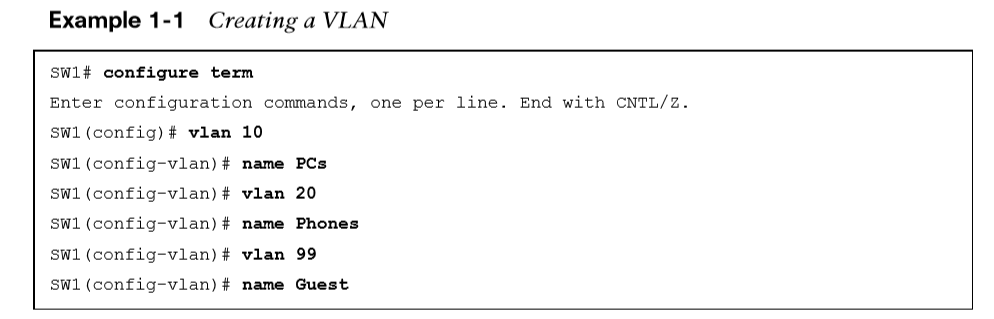 Example 1-1 Creating a VLAN
SW1# configure term
Enter configuration commands, one per line. End with CNTL/Z.
SW1(config)# vlan 10
SW1(config-vlan)# name PCs
SW1(config-vlan)# vlan 20
SW1(config-vlan)# name Phones
SW1(config-vlan)# vlan 99
SW1(config-vlan)# name Guest